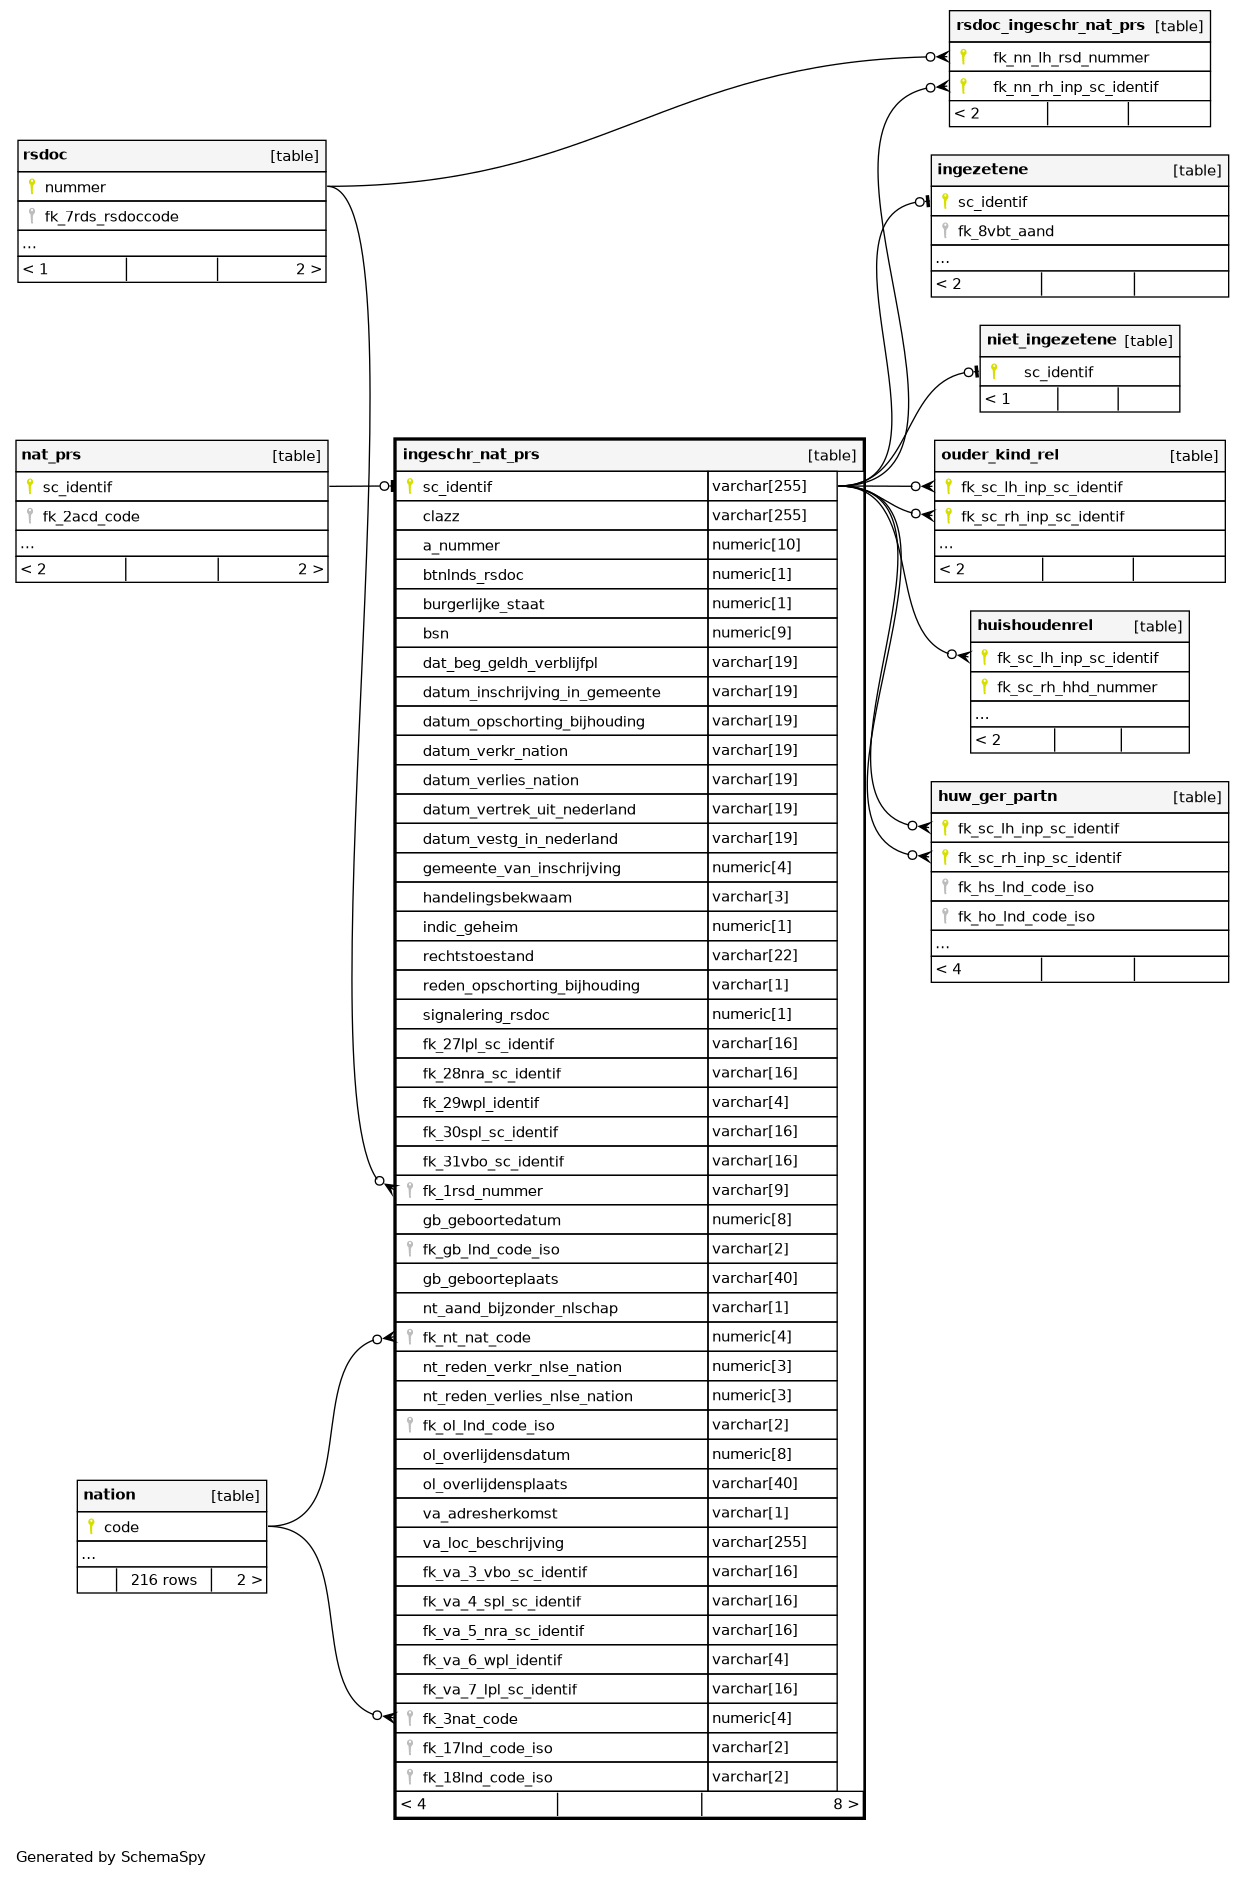 rsdoc_ingeschr_nat_prs [table]
fk_nn_lh_rsd_nummer
fk_nn_rh_inp_sc_identif
< 2
rsdoc [table]
nummer
fk_7rds_rsdoccode
...
< 1 2 >
ingezetene [table]
sc_identif
fk_8vbt_aand
...
< 2
niet_ingezetene [table]
sc_identif
< 1
nat_prs [table]
sc_identif
fk_2acd_code
...
< 2 2 >
ingeschr_nat_prs [table]
sc_identif varchar[255]
clazz varchar[255]
a_nummer numeric[10]
btnlnds_rsdoc numeric[1]
burgerlijke_staat numeric[1]
bsn numeric[9]
dat_beg_geldh_verblijfpl varchar[19]
datum_inschrijving_in_gemeente varchar[19]
datum_opschorting_bijhouding varchar[19]
datum_verkr_nation varchar[19]
datum_verlies_nation varchar[19]
datum_vertrek_uit_nederland varchar[19]
datum_vestg_in_nederland varchar[19]
gemeente_van_inschrijving numeric[4]
handelingsbekwaam varchar[3]
indic_geheim numeric[1]
rechtstoestand varchar[22]
reden_opschorting_bijhouding varchar[1]
signalering_rsdoc numeric[1]
fk_27lpl_sc_identif varchar[16]
fk_28nra_sc_identif varchar[16]
fk_29wpl_identif varchar[4]
fk_30spl_sc_identif varchar[16]
fk_31vbo_sc_identif varchar[16]
fk_1rsd_nummer varchar[9]
gb_geboortedatum numeric[8]
fk_gb_lnd_code_iso varchar[2]
gb_geboorteplaats varchar[40]
nt_aand_bijzonder_nlschap varchar[1]
fk_nt_nat_code numeric[4]
nt_reden_verkr_nlse_nation numeric[3]
nt_reden_verlies_nlse_nation numeric[3]
fk_ol_lnd_code_iso varchar[2]
ol_overlijdensdatum numeric[8]
ol_overlijdensplaats varchar[40]
va_adresherkomst varchar[1]
va_loc_beschrijving varchar[255]
fk_va_3_vbo_sc_identif varchar[16]
fk_va_4_spl_sc_identif varchar[16]
fk_va_5_nra_sc_identif varchar[16]
fk_va_6_wpl_identif varchar[4]
fk_va_7_lpl_sc_identif varchar[16]
fk_3nat_code numeric[4]
fk_17lnd_code_iso varchar[2]
fk_18lnd_code_iso varchar[2]
< 4 8 >
ouder_kind_rel [table]
fk_sc_lh_inp_sc_identif
fk_sc_rh_inp_sc_identif
...
< 2
huishoudenrel [table]
fk_sc_lh_inp_sc_identif
fk_sc_rh_hhd_nummer
...
< 2
huw_ger_partn [table]
fk_sc_lh_inp_sc_identif
fk_sc_rh_inp_sc_identif
fk_hs_lnd_code_iso
fk_ho_lnd_code_iso
...
< 4
nation [table]
code
...
216 rows 2 >
Generated by SchemaSpy